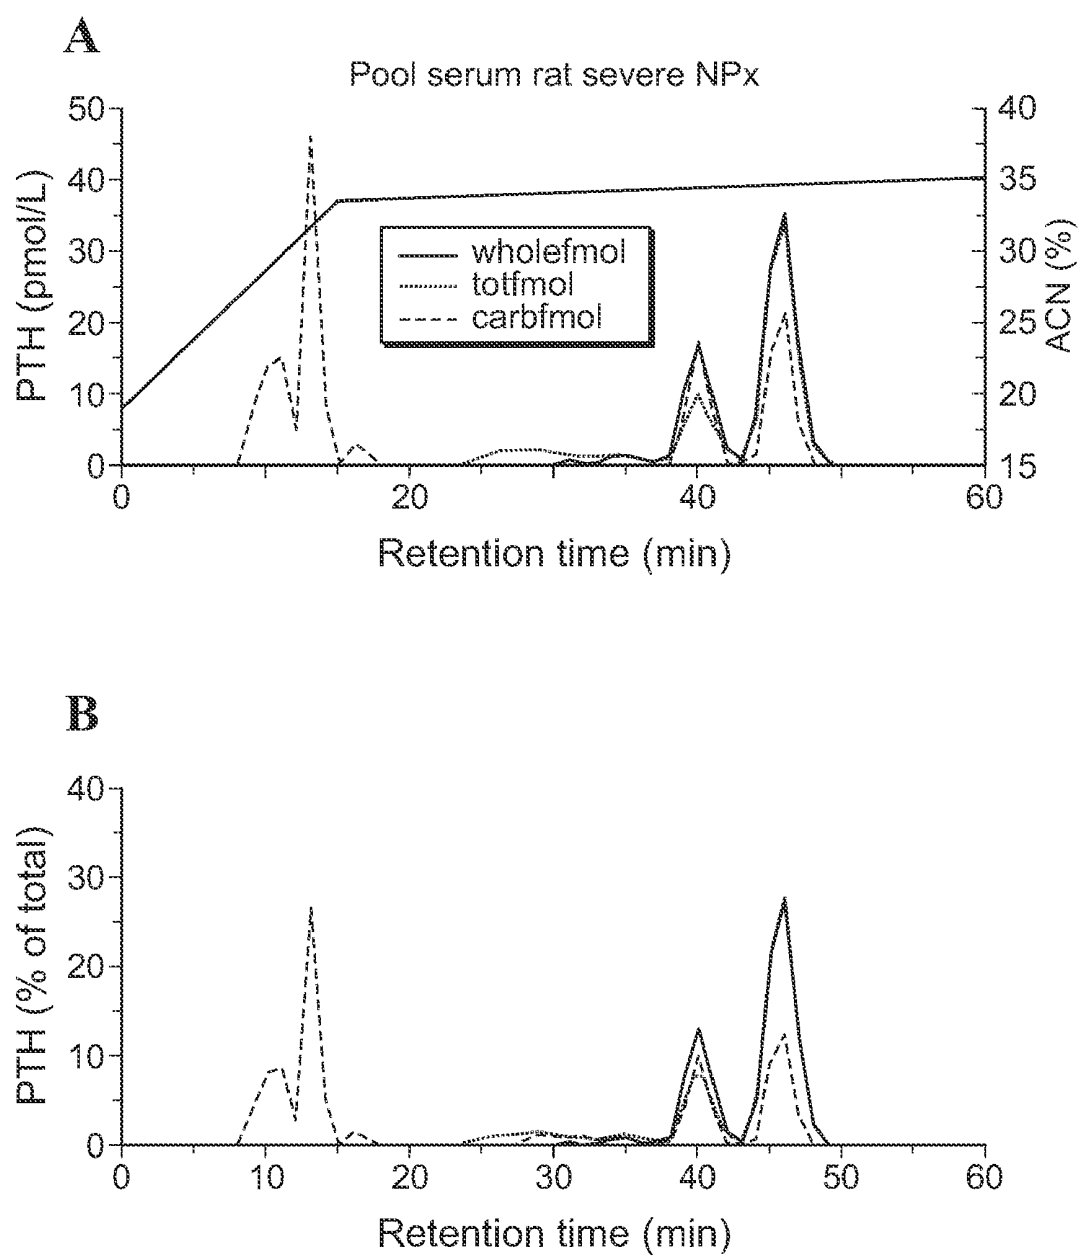 A
Pool serum rat severe NPx
50
40
30
20
10
0
PTH (pmol/L)
40
35
30
25
20
15
ACN (%)
wholefmol
totfmol
carbfmol
0 20 40 60
Retention time (min)
B
40
30
20
10
0
PTH (% of total)
0 10 20 30 40 50 60
Retention time (min)